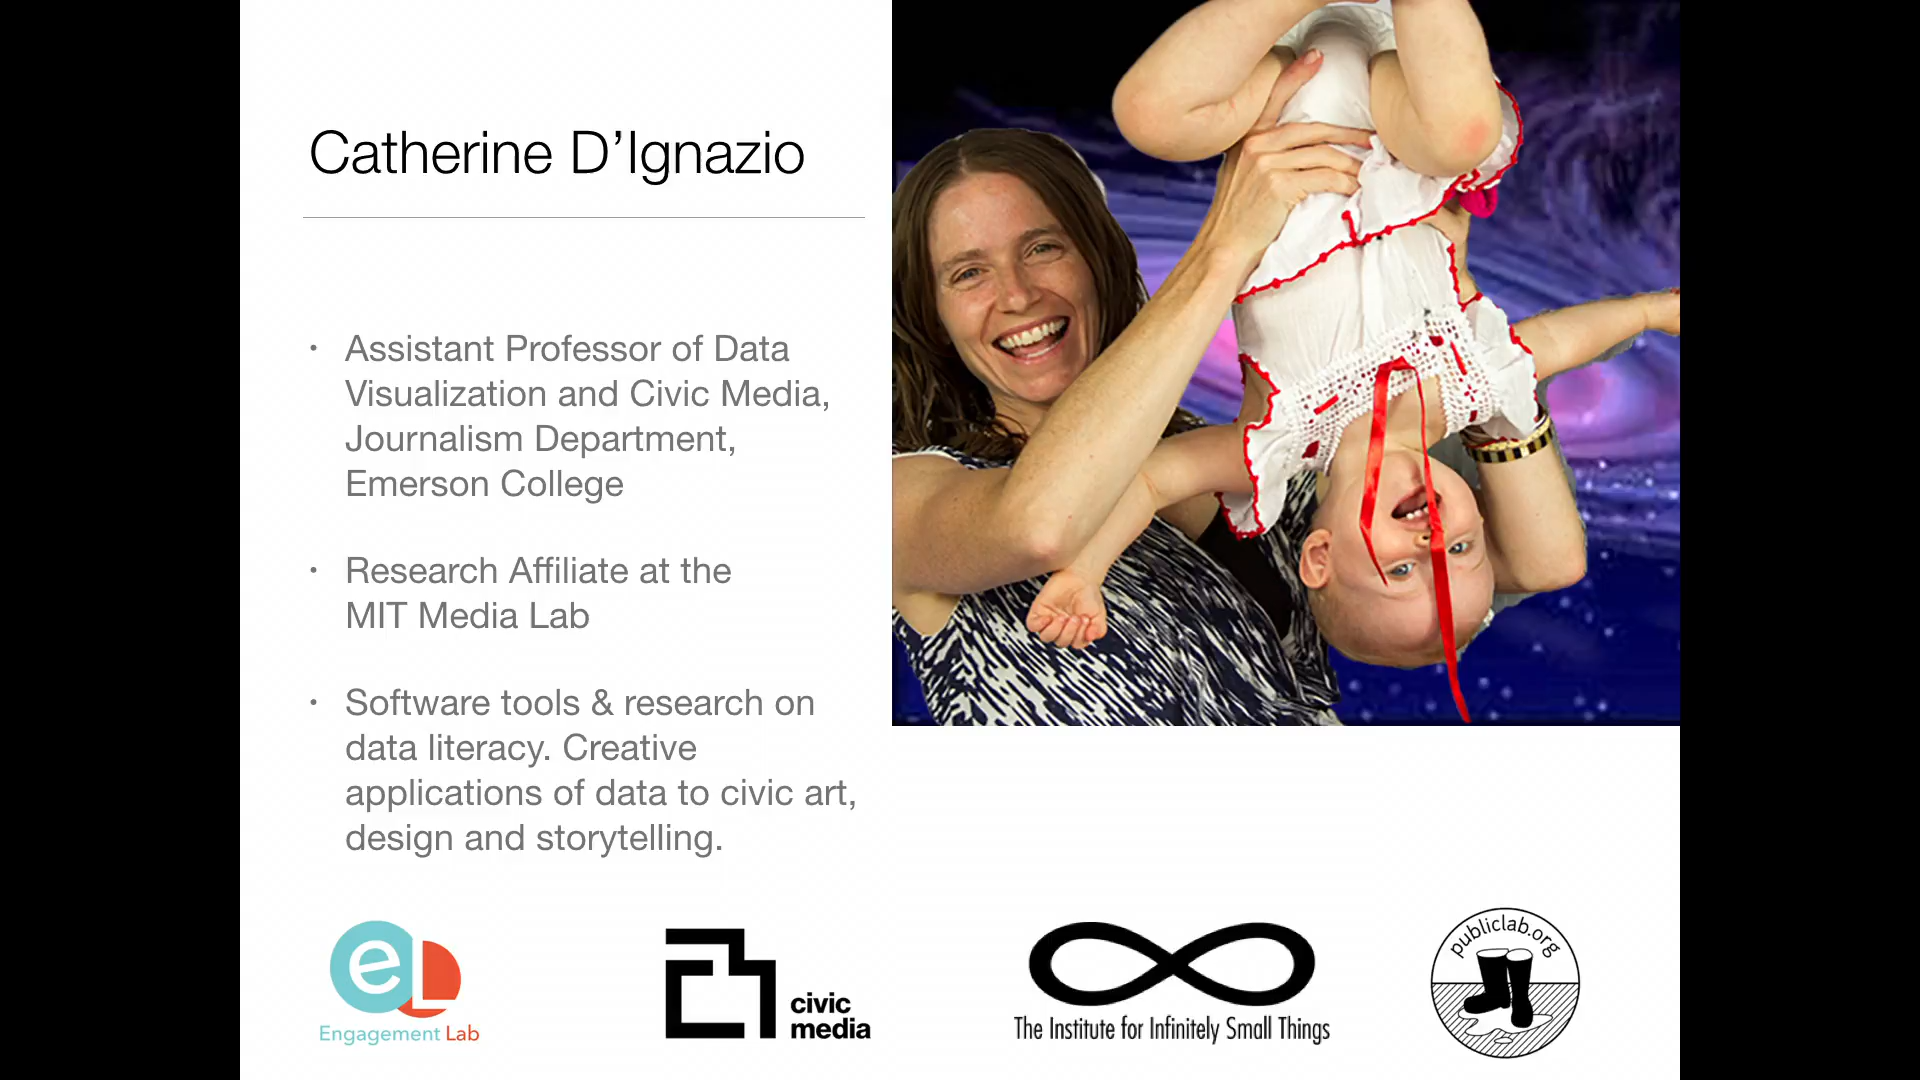 Catherine D’Ignazio
• Assistant Professor of Data
Visualization and Civic Media,
Journalism Department,
Emerson College
• Research Affiliate at the
MIT Media Lab
• Software tools & research on
data literacy. Creative
applications of data to civic art,
design and storytelling.
eL
Engagement Lab
civic
media
The Institute for Infinitely Small Things
publiclab.org